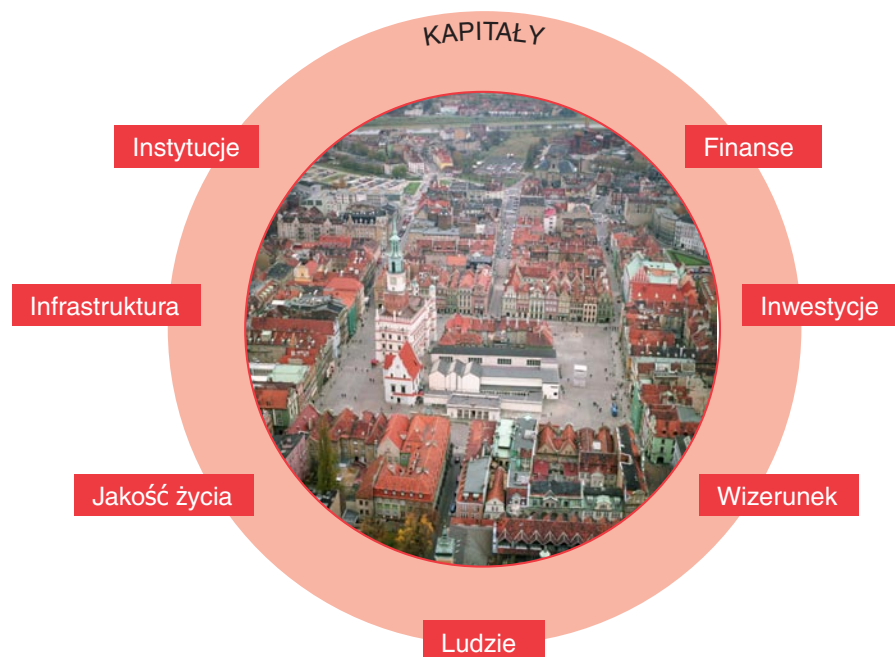 KAPITAŁY
Instytucje
Finanse
Infrastruktura
Inwestycje
Jakość życia
Wizerunek
Ludzie